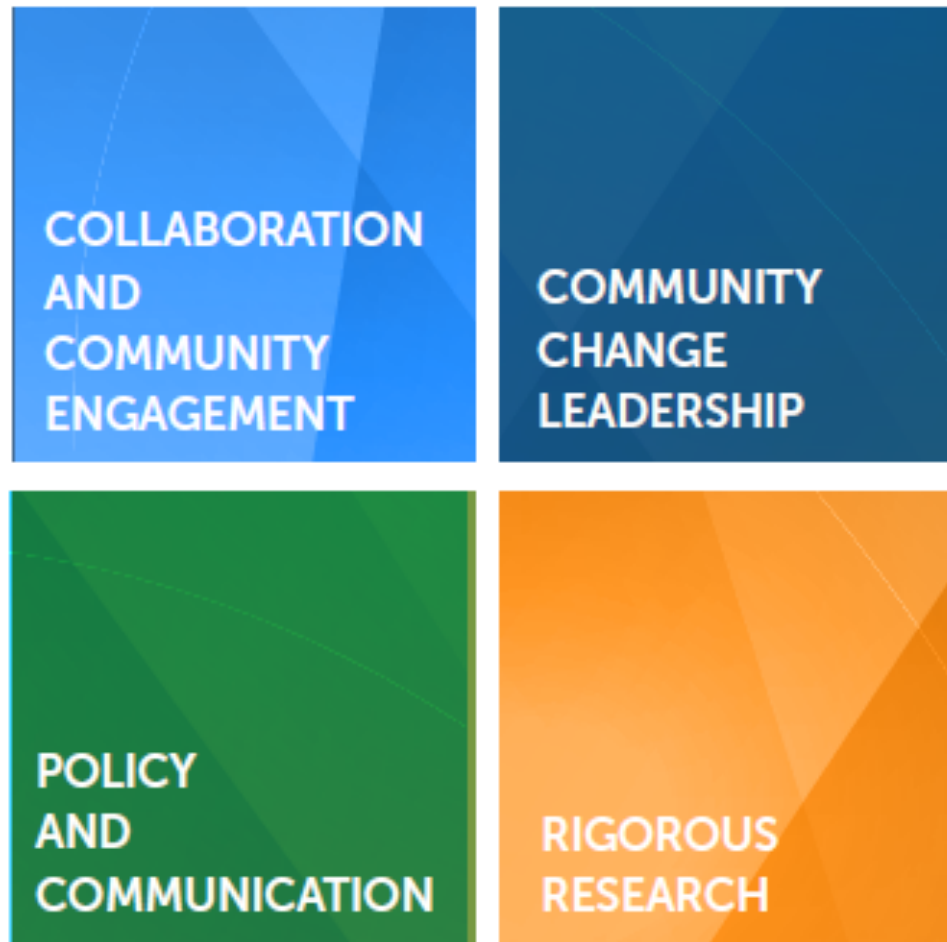 COLLABORATION
AND
COMMUNITY
ENGAGEMENT
COMMUNITY
CHANGE
LEADERSHIP
POLICY
AND
COMMUNICATION
RIGOROUS
RESEARCH